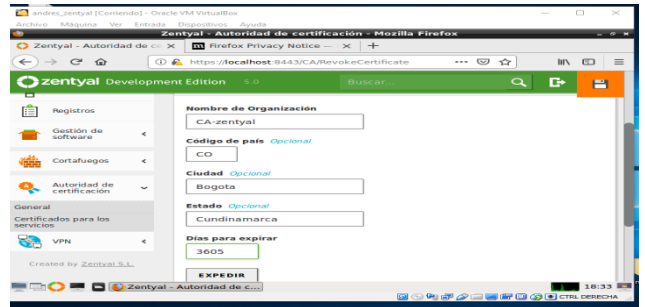 andres_zentyal [Corriendo] - Oracle VM VirtualBox
Archivo Máquina Ver Entrada Dispositivos Ayuda
Zentyal - Autoridad de certificación - Mozilla Firefox
Zentyal - Autoridad de ce
Firefox Privacy Notice —
https://localhost:8443/CA/RevokeCertificate
zentyal Development Edition 5.0
Buscar...
Registros
Gestión de software
Cortafuegos
Autoridad de certificación
General
Certificados para los servicios
VPN
Created by Zentyal S.L.
Nombre de Organización
CA-zentyal
Código de país Opcional
CO
Ciudad Opcional
Bogota
Estado Opcional
Cundinamarca
Días para expirar
3605
EXPEDIR
Zentyal - Autoridad de c...
18:33
CTRL DERECHA